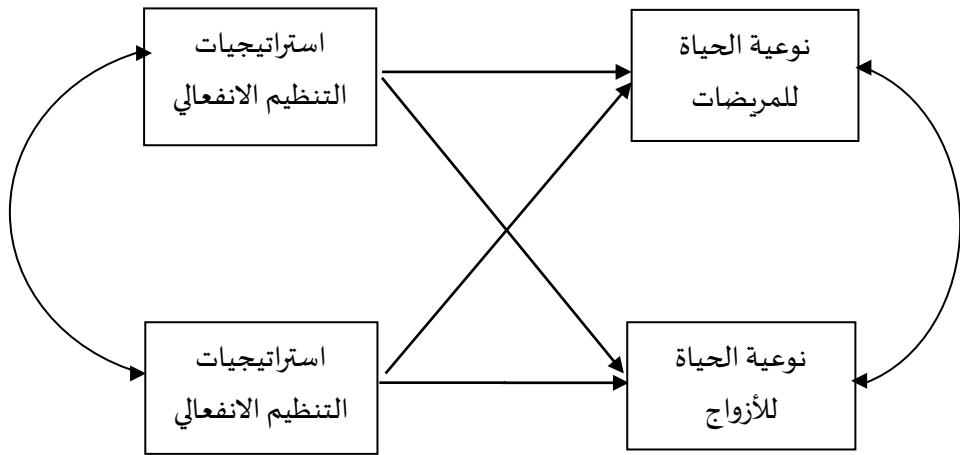 استراتيجيات
التنظيم الانفعالي
نوعية الحياة
للمريضات
استراتيجيات
التنظيم الانفعالي
نوعية الحياة
للأزواج